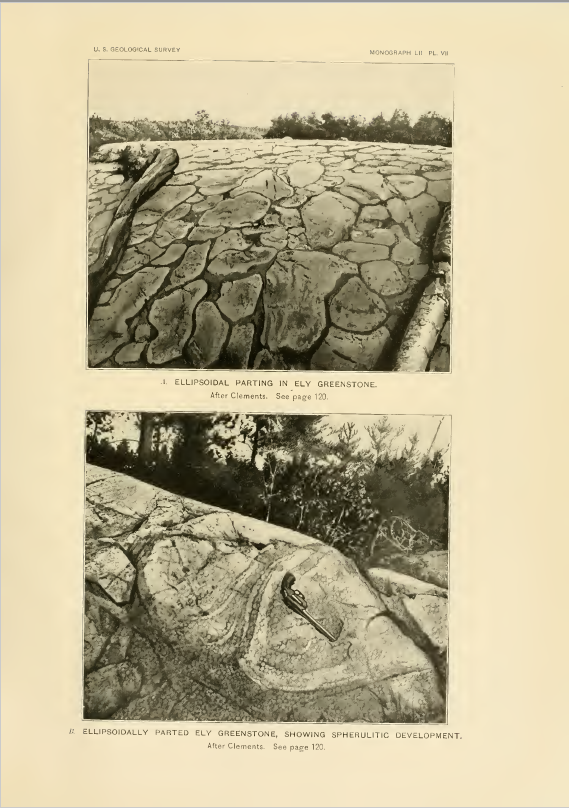 U. S. GEOLOGICAL SURVEY
MONOGRAPH LII PL. VII
A. ELLIPSOIDAL PARTING IN ELY GREENSTONE.
After Clements. See page 120.
B. ELLIPSOIDALLY PARTED ELY GREENSTONE, SHOWING SPHERULITIC DEVELOPMENT.
After Clements. See page 120.